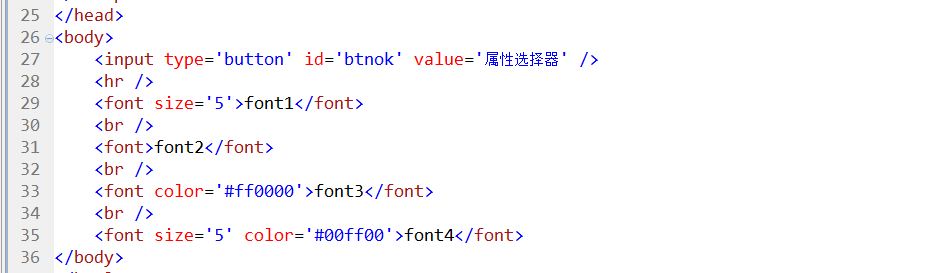 25 </head>
26 <body>
27 <input type='button' id='btnok' value='属性选择器' />
28 <hr />
29 <font size='5'>font1</font>
30 <br />
31 <font>font2</font>
32 <br />
33 <font color='#ff0000'>font3</font>
34 <br />
35 <font size='5' color='#00ff00'>font4</font>
36 </body>